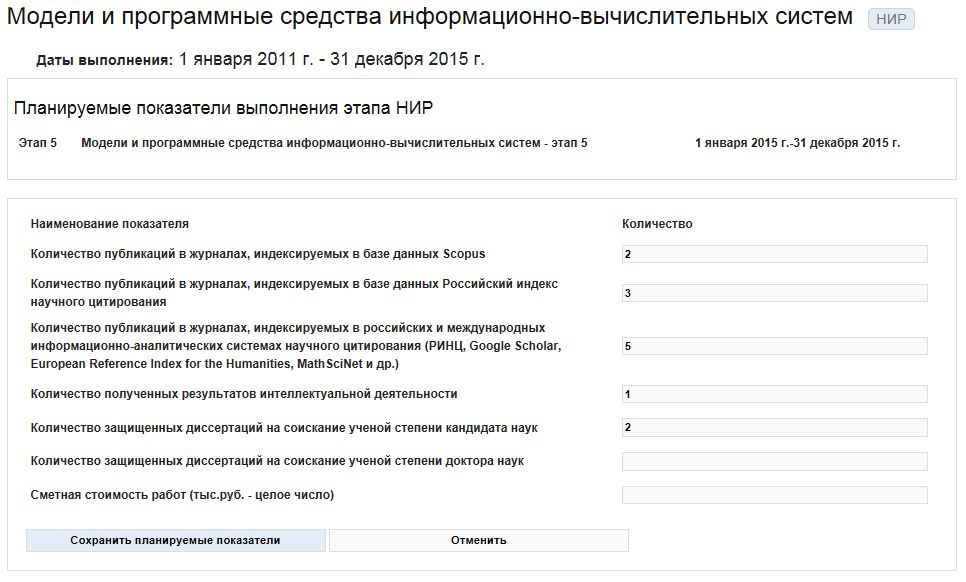 Модели и программные средства информационно-вычислительных систем НИР
Даты выполнения: 1 января 2011 г. - 31 декабря 2015 г.
Планируемые показатели выполнения этапа НИР
Этап 5 Модели и программные средства информационно-вычислительных систем - этап 5 1 января 2015 г.-31 декабря 2015 г.
Наименование показателя Количество
Количество публикаций в журналах, индексируемых в базе данных Scopus 2
Количество публикаций в журналах, индексируемых в базе данных Российский индекс
научного цитирования 3
Количество публикаций в журналах, индексируемых в российских и международных
информационно-аналитических системах научного цитирования (РИНЦ, Google Scholar, 5
European Reference Index for the Humanities, MathSciNet и др.)
Количество полученных результатов интеллектуальной деятельности 1
Количество защищенных диссертаций на соискание ученой степени кандидата наук 2
Количество защищенных диссертаций на соискание ученой степени доктора наук
Сметная стоимость работ (тыс.руб. - целое число)
Сохранить планируемые показатели Отменить